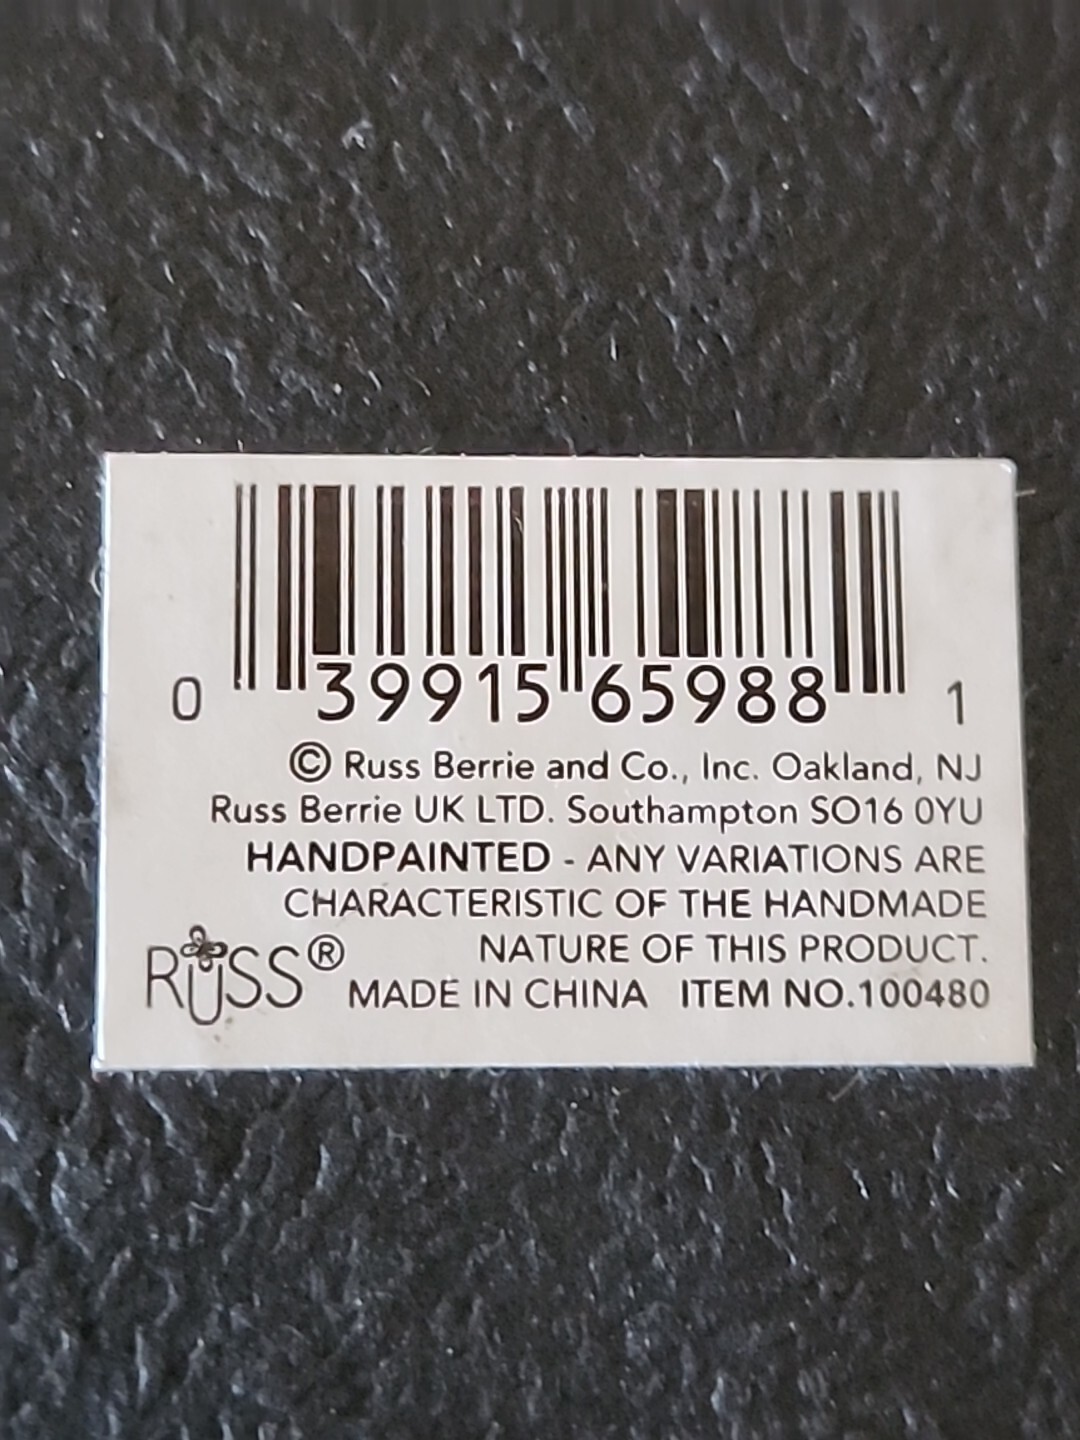 0 39915 65988 1
© Russ Berrie and Co., Inc. Oakland, NJ
Russ Berrie UK LTD. Southampton SO16 0YU
HANDPAINTED - ANY VARIATIONS ARE
CHARACTERISTIC OF THE HANDMADE
NATURE OF THIS PRODUCT.
RUSS® MADE IN CHINA ITEM NO.100480